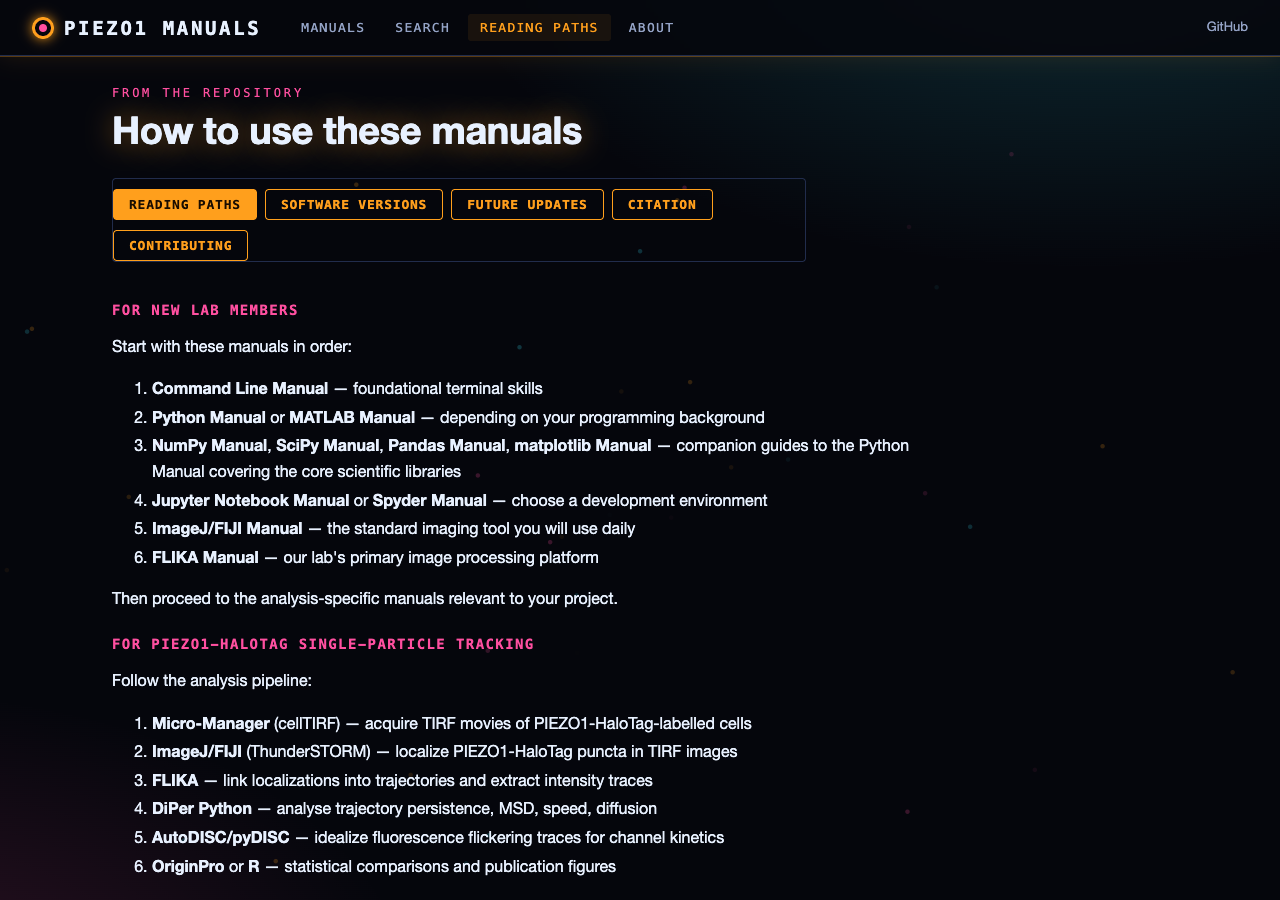 PIEZO1 MANUALS
MANUALS
SEARCH
READING PATHS
ABOUT
GitHub
FROM THE REPOSITORY
How to use these manuals
READING PATHS
SOFTWARE VERSIONS
FUTURE UPDATES
CITATION
CONTRIBUTING
FOR NEW LAB MEMBERS
Start with these manuals in order:
1. Command Line Manual — foundational terminal skills
2. Python Manual or MATLAB Manual — depending on your programming background
3. NumPy Manual, SciPy Manual, Pandas Manual, matplotlib Manual — companion guides to the Python
Manual covering the core scientific libraries
4. Jupyter Notebook Manual or Spyder Manual — choose a development environment
5. ImageJ/FIJI Manual — the standard imaging tool you will use daily
6. FLIKA Manual — our lab's primary image processing platform
Then proceed to the analysis-specific manuals relevant to your project.
FOR PIEZO1-HALOTAG SINGLE-PARTICLE TRACKING
Follow the analysis pipeline:
1. Micro-Manager (cellTIRF) — acquire TIRF movies of PIEZO1-HaloTag-labelled cells
2. ImageJ/FIJI (ThunderSTORM) — localize PIEZO1-HaloTag puncta in TIRF images
3. FLIKA — link localizations into trajectories and extract intensity traces
4. DiPer Python — analyse trajectory persistence, MSD, speed, diffusion
5. AutoDISC/pyDISC — idealize fluorescence flickering traces for channel kinetics
6. OriginPro or R — statistical comparisons and publication figures